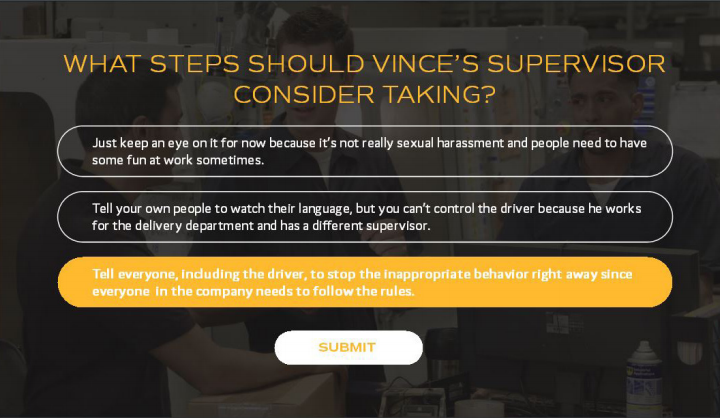 WHAT STEPS SHOULD VINCE'S SUPERVISOR
CONSIDER TAKING?
Just keep an eye on it for now because it's not really sexual harassment and people need to have
some fun at work sometimes.
Tell your own people to watch their language, but you can't control the driver because he works
for the delivery department and has a different supervisor.
Tell everyone, including the driver, to stop the inappropriate behavior right away since
everyone in the company needs to follow the rules.
SUBMIT